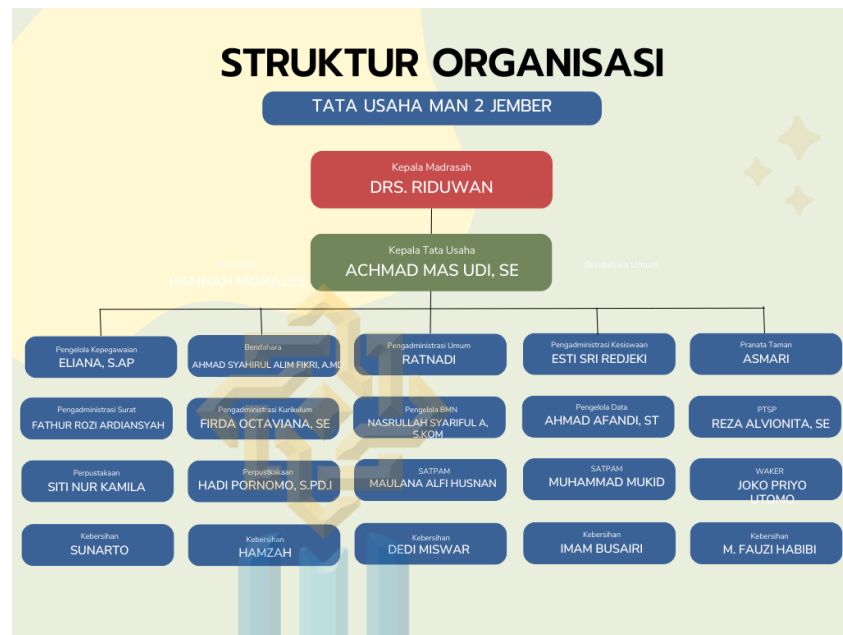 STRUKTUR ORGANISASI
TATA USAHA MAN 2 JEMBER
Kepala Madrasah
DRS. RIDUWAN
Kepala Tata Usaha
ACHMAD MAS UDI, SE
HANNAH MORALES
Bendahara Umum
Pengelola Kepegawaian
ELIANA, S.AP
Bendahara
AHMAD SYAHIRUL ALIM FIKRI, A.MD
Pengadministrasi Umum
RATNADI
Pengadministrasi Kesiswaan
ESTI SRI REDJEKI
Pranata Taman
ASMARI
Pengadministrasi Surat
FATHUR ROZI ARDIANSYAH
Pengadministrasi Kurikulum
FIRDA OCTAVIANA, SE
Pengelola BMN
NASRULLAH SYARIFUL A,
S.KOM
Pengelola Data
AHMAD AFANDI, ST
PTSP
REZA ALVIONITA, SE
Perpustakaan
SITI NUR KAMILA
Perpustkakaan
HADI PORNOMO, S.PD.I
SATPAM
MAULANA ALFI HUSNAN
SATPAM
MUHAMMAD MUKID
WAKER
JOKO PRIYO
UTOMO
Kebersihan
SUNARTO
Kebersihan
HAMZAH
Kebersihan
DEDI MISWAR
Kebersihan
IMAM BUSAIRI
Kebersihan
M. FAUZI HABIBI